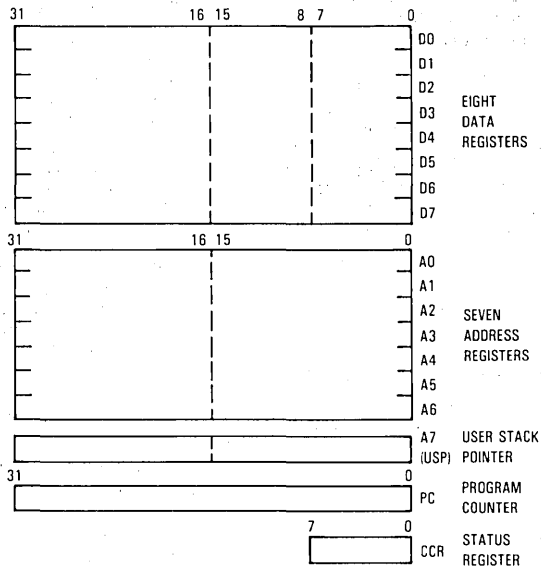 31 16 15 8 7 0
D0
D1
D2
D3
D4
D5
D6
D7
EIGHT
DATA
REGISTERS
31 16 15 0
A0
A1
A2
A3
A4
A5
A6
SEVEN
ADDRESS
REGISTERS
A7
(USP)
USER STACK
POINTER
31 0
PC
PROGRAM
COUNTER
7 0
CCR
STATUS
REGISTER